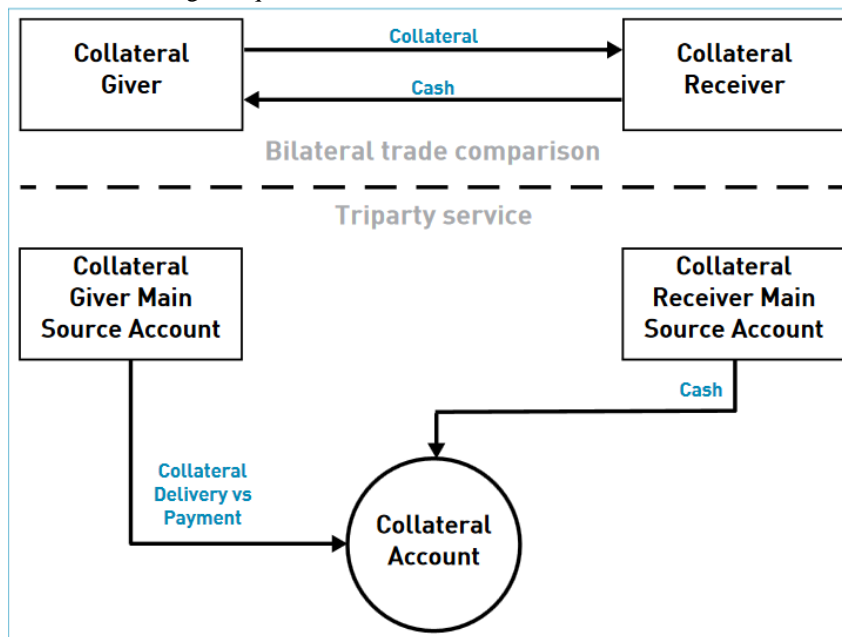 Collateral
Giver
Collateral
Cash
Collateral
Receiver
Bilateral trade comparison
Triparty service
Collateral
Giver Main
Source Account
Collateral
Receiver Main
Source Account
Cash
Collateral
Delivery vs
Payment
Collateral
Account